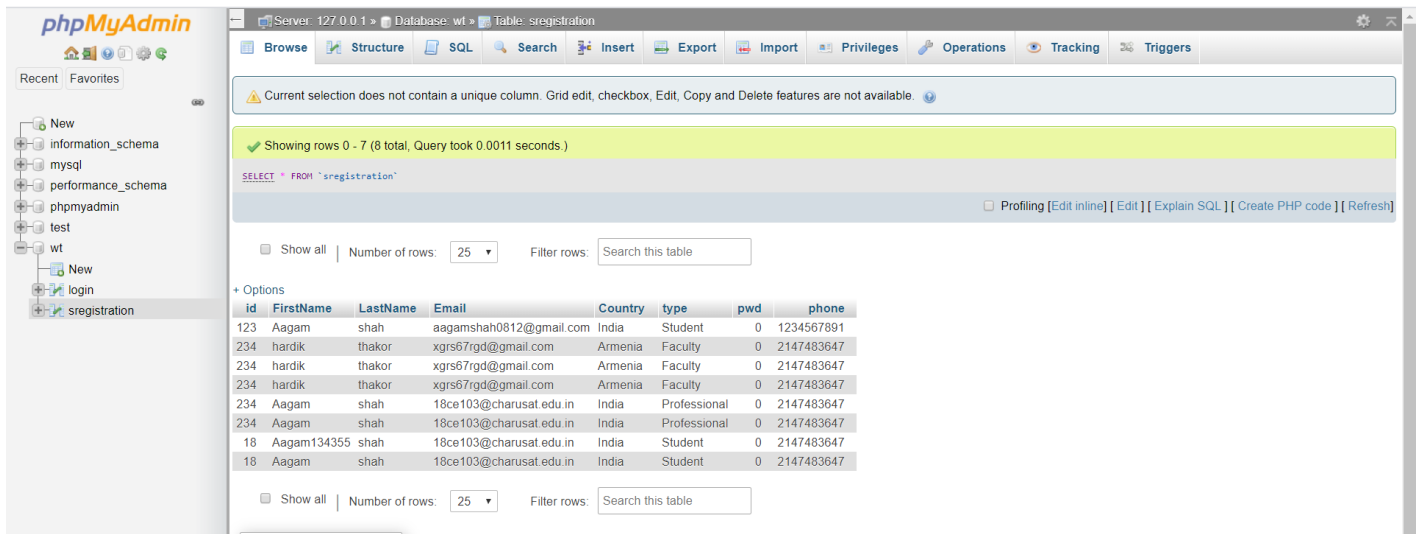 phpMyAdmin
Recent Favorites
New
information_schema
mysql
performance_schema
phpmyadmin
test
wt
New
login
sregistration
Server: 127.0.0.1 » Database: wt » Table: sregistration
Browse Structure SQL Search Insert Export Import Privileges Operations Tracking Triggers
Current selection does not contain a unique column. Grid edit, checkbox, Edit, Copy and Delete features are not available.
Showing rows 0 - 7 (8 total, Query took 0.0011 seconds.)
SELECT * FROM `sregistration`
Profiling [Edit inline] [ Edit ] [ Explain SQL ] [ Create PHP code ] [ Refresh]
Show all | Number of rows: 25 Filter rows: Search this table
+ Options
id FirstName LastName Email Country type pwd phone
123 Aagam shah aagamshah0812@gmail.com India Student 0 1234567891
234 hardik thakor xgrs67rgd@gmail.com Armenia Faculty 0 2147483647
234 hardik thakor xgrs67rgd@gmail.com Armenia Faculty 0 2147483647
234 hardik thakor xgrs67rgd@gmail.com Armenia Faculty 0 2147483647
234 Aagam shah 18ce103@charusat.edu.in India Professional 0 2147483647
234 Aagam shah 18ce103@charusat.edu.in India Professional 0 2147483647
18 Aagam134355 shah 18ce103@charusat.edu.in India Student 0 2147483647
18 Aagam shah 18ce103@charusat.edu.in India Student 0 2147483647
Show all | Number of rows: 25 Filter rows: Search this table